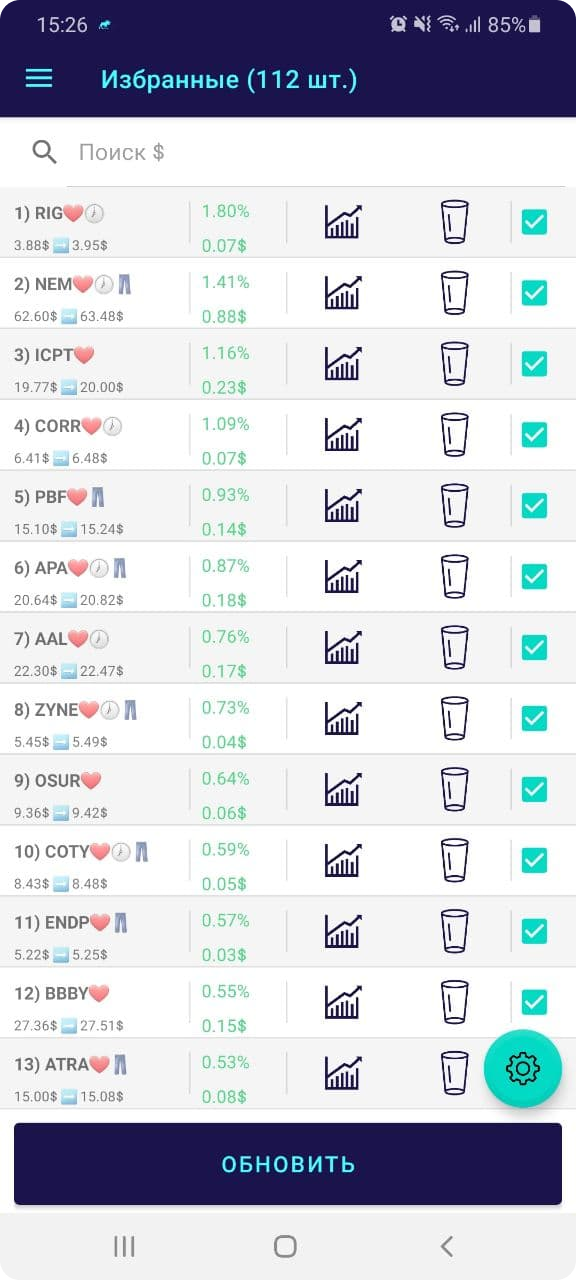 15:26 85%
Избранные (112 шт.)
Поиск $
1) RIG❤️🕖 1.80%
3.88$➡️3.95$ 0.07$
2) NEM❤️🕖👖 1.41%
62.60$➡️63.48$ 0.88$
3) ICPT❤️ 1.16%
19.77$➡️20.00$ 0.23$
4) CORR❤️🕖 1.09%
6.41$➡️6.48$ 0.07$
5) PBF❤️👖 0.93%
15.10$➡️15.24$ 0.14$
6) APA❤️🕖👖 0.87%
20.64$➡️20.82$ 0.18$
7) AAL❤️🕖 0.76%
22.30$➡️22.47$ 0.17$
8) ZYNE❤️🕖👖 0.73%
5.45$➡️5.49$ 0.04$
9) OSUR❤️ 0.64%
9.36$➡️9.42$ 0.06$
10) COTY❤️🕖👖 0.59%
8.43$➡️8.48$ 0.05$
11) ENDP❤️👖 0.57%
5.22$➡️5.25$ 0.03$
12) BBBY❤️ 0.55%
27.36$➡️27.51$ 0.15$
13) ATRA❤️👖 0.53%
15.00$➡️15.08$ 0.08$
ОБНОВИТЬ